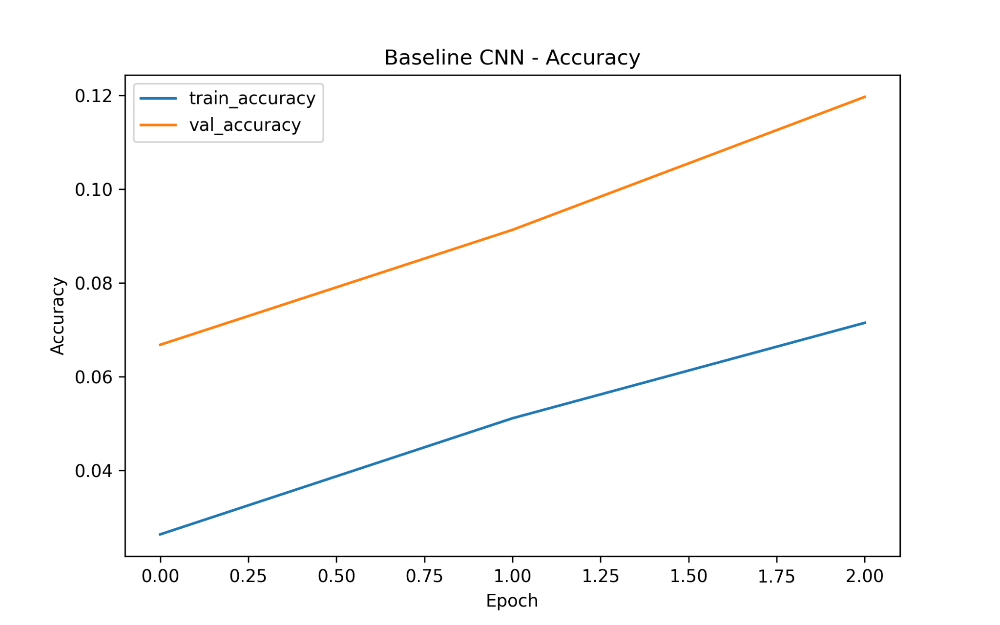 Baseline CNN - Accuracy
train_accuracy
val_accuracy
0.12
0.10
0.08
0.06
0.04
Accuracy
0.00 0.25 0.50 0.75 1.00 1.25 1.50 1.75 2.00
Epoch